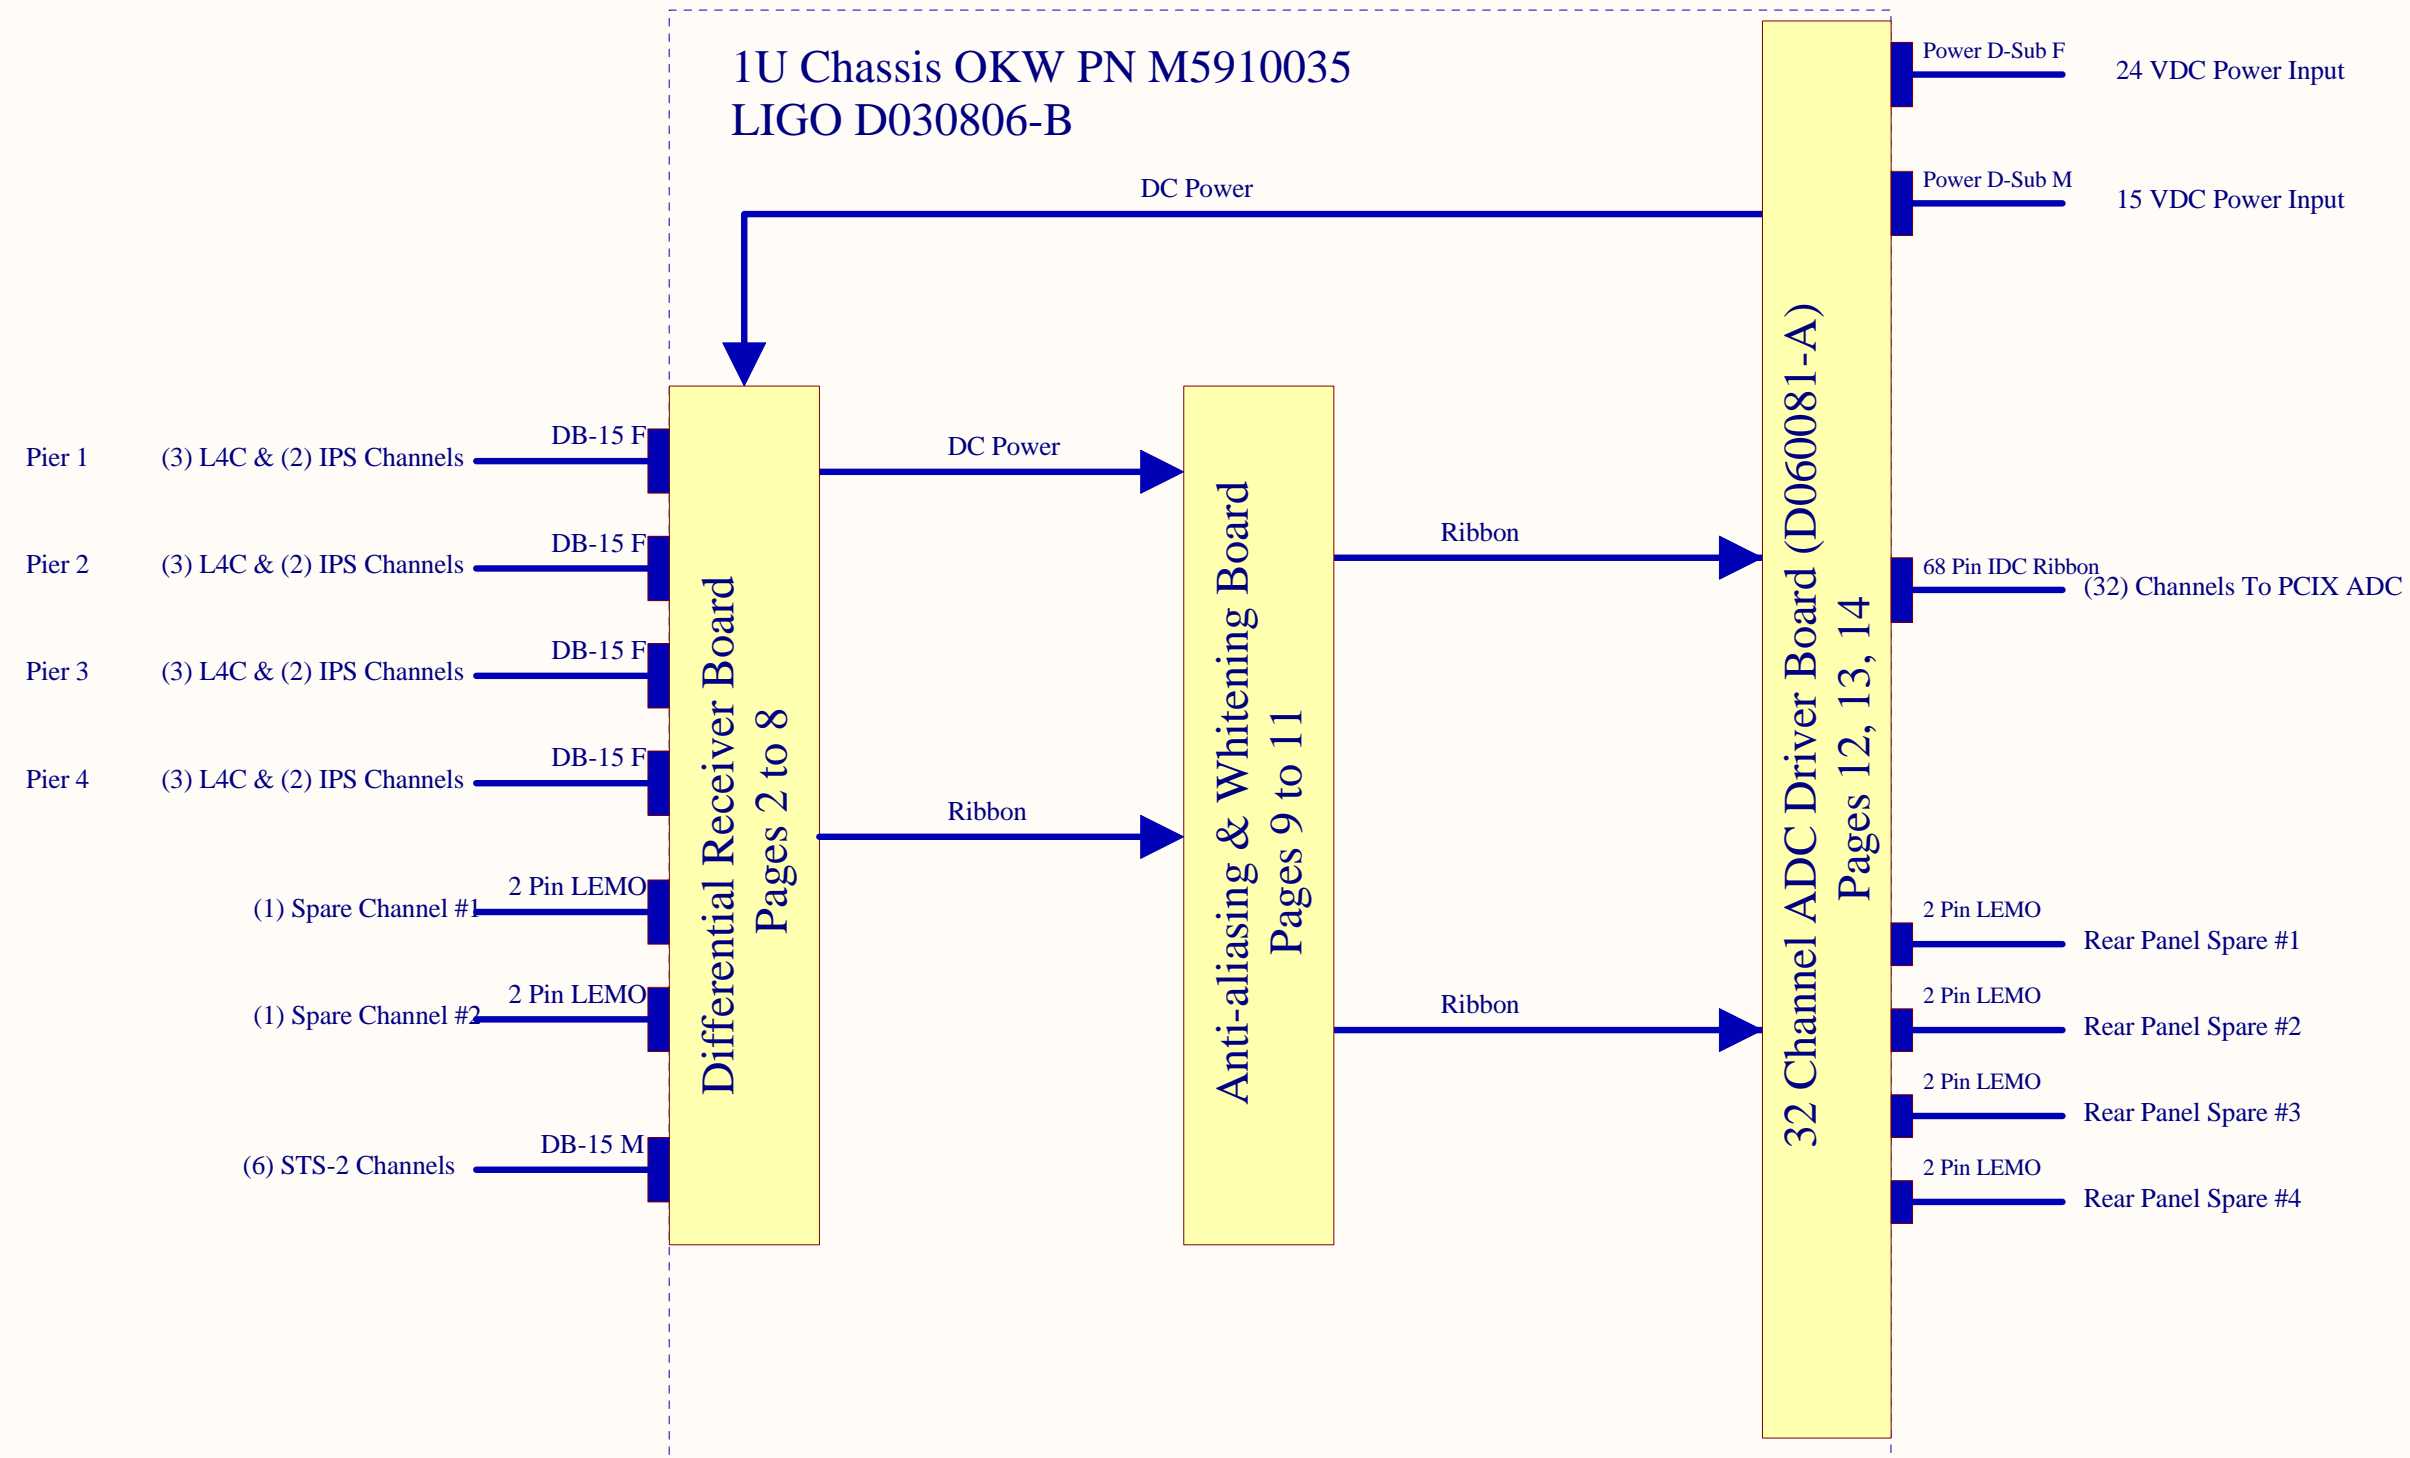 1U Chassis OKW PN M5910035
LIGO D030806-B
Power D-Sub F
24 VDC Power Input
Power D-Sub M
15 VDC Power Input
DC Power
Pier 1
(3) L4C & (2) IPS Channels
DB-15 F
Pier 2
(3) L4C & (2) IPS Channels
DB-15 F
Pier 3
(3) L4C & (2) IPS Channels
DB-15 F
Pier 4
(3) L4C & (2) IPS Channels
DB-15 F
(1) Spare Channel #1
2 Pin LEMO
(1) Spare Channel #2
2 Pin LEMO
(6) STS-2 Channels
DB-15 M
Differential Receiver Board
Pages 2 to 8
DC Power
Ribbon
Anti-aliasing & Whitening Board
Pages 9 to 11
Ribbon
Ribbon
32 Channel ADC Driver Board (D060081-A)
Pages 12, 13, 14
68 Pin IDC Ribbon
(32) Channels To PCIX ADC
2 Pin LEMO
Rear Panel Spare #1
2 Pin LEMO
Rear Panel Spare #2
2 Pin LEMO
Rear Panel Spare #3
2 Pin LEMO
Rear Panel Spare #4